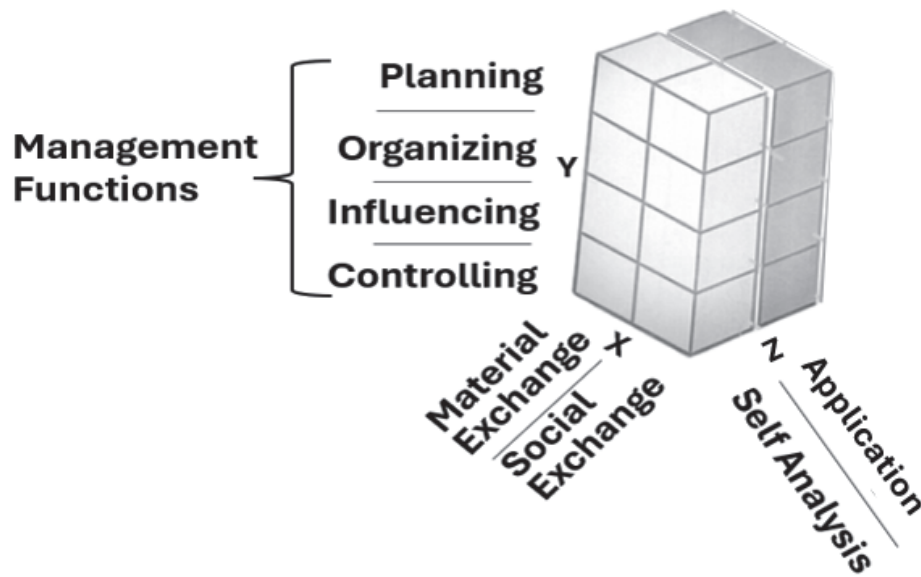 Planning
Organizing
Management
Functions
Influencing
Controlling
Y
X
Z
Material
Exchange
Social
Exchange
Application
Self Analysis